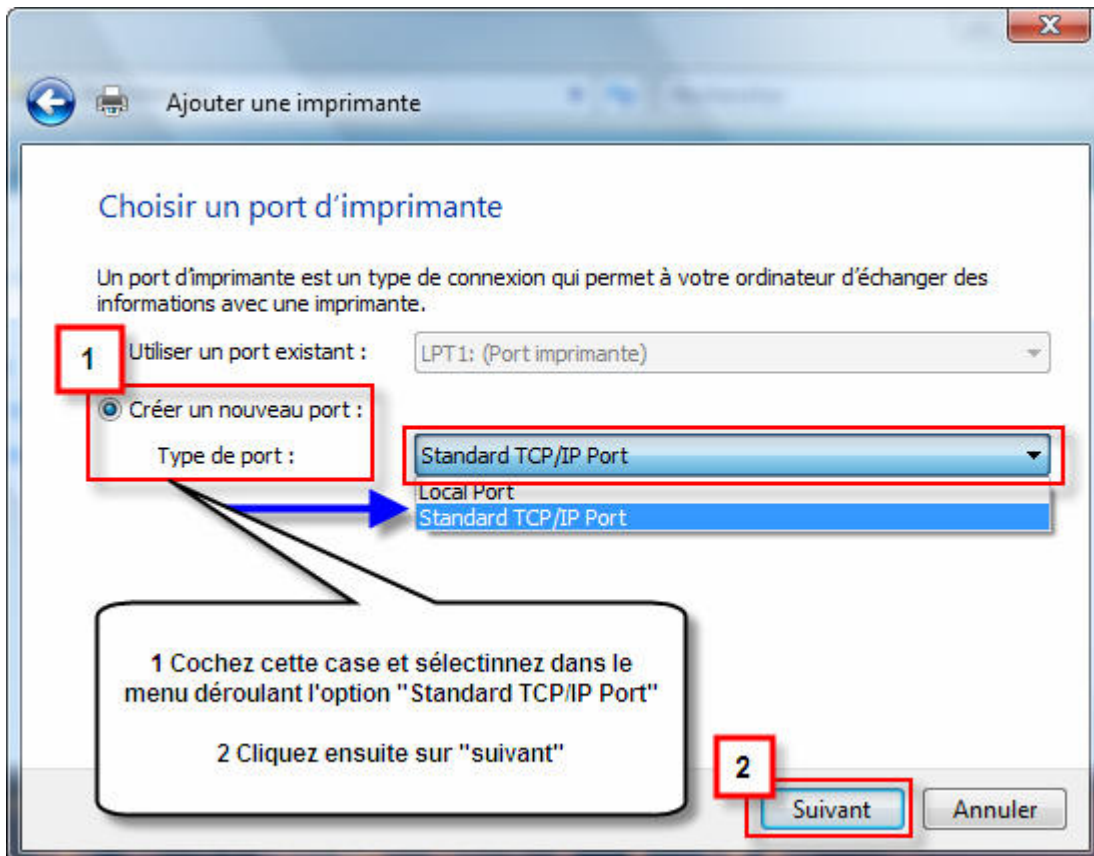 Ajouter une imprimante
Choisir un port d'imprimante
Un port d'imprimante est un type de connexion qui permet à votre ordinateur d'échanger des
informations avec une imprimante.
1
Utiliser un port existant :
LPT1: (Port imprimante)
Créer un nouveau port :
Type de port :
Standard TCP/IP Port
Local Port
Standard TCP/IP Port
1 Cochez cette case et sélectinnez dans le
menu déroulant l'option "Standard TCP/IP Port"
2 Cliquez ensuite sur "suivant"
2
Suivant
Annuler